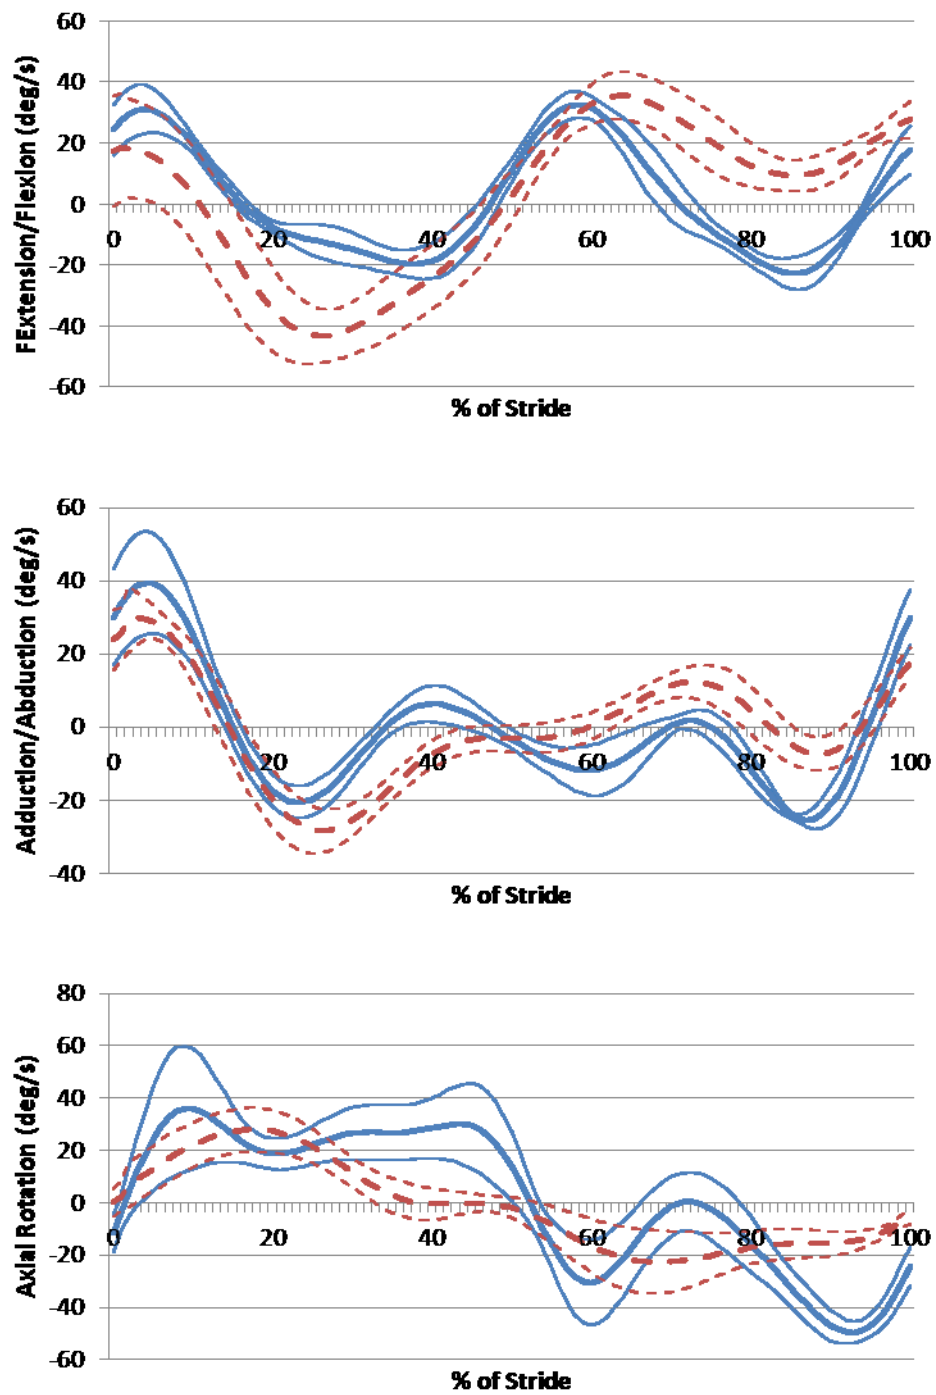 60
40
20
0
-20
-40
-60
0 20 40 60 80 100
FExtension/Flexion (deg/s)
% of Stride
60
40
20
0
-20
-40
0 20 40 60 80 100
Adduction/Abduction (deg/s)
% of Stride
80
60
40
20
0
-20
-40
-60
0 20 40 60 80 100
Axial Rotation (deg/s)
% of Stride